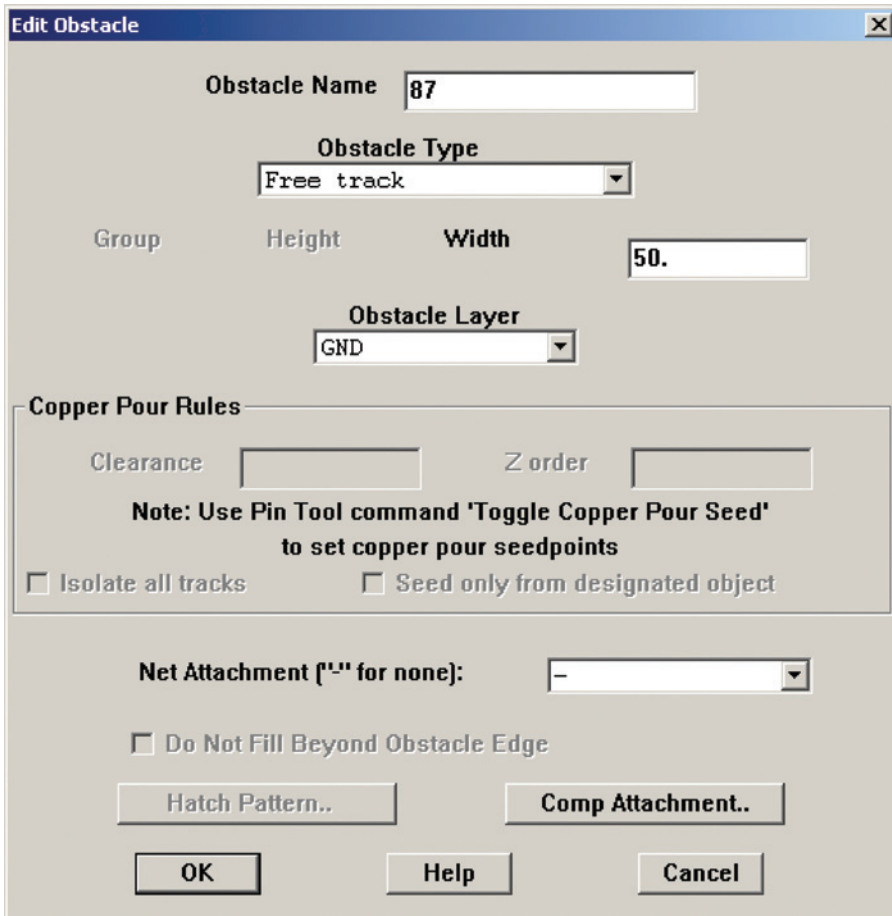 Edit Obstacle
Obstacle Name 87
Obstacle Type
Free track
Group Height Width 50.
Obstacle Layer
GND
Copper Pour Rules
Clearance Z order
Note: Use Pin Tool command 'Toggle Copper Pour Seed'
to set copper pour seedpoints
Isolate all tracks Seed only from designated object
Net Attachment ("-" for none): -
Do Not Fill Beyond Obstacle Edge
Hatch Pattern.. Comp Attachment..
OK Help Cancel